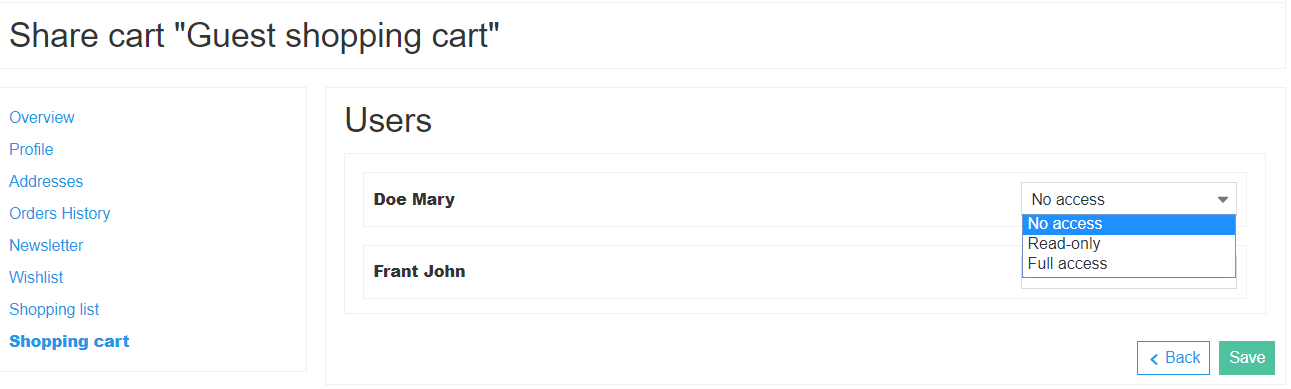 Share cart "Guest shopping cart"
Overview
Profile
Addresses
Orders History
Newsletter
Wishlist
Shopping list
Shopping cart
Users
Doe Mary
No access
No access
Read-only
Full access
Frant John
Back
Save